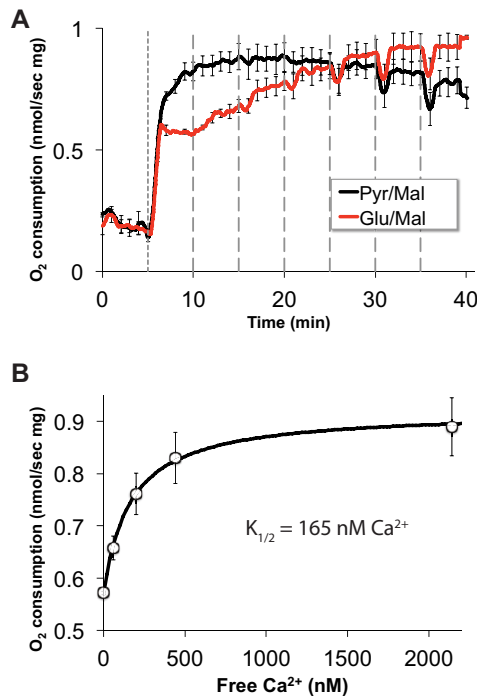 A
O₂ consumption (nmol/sec mg)
1
0.5
0
Pyr/Mal
Glu/Mal
0 10 20 30 40
Time (min)
B
O₂ consumption (nmol/sec mg)
0.9
0.8
0.7
0.6
0.5
K₁/₂ = 165 nM Ca²⁺
0 500 1000 1500 2000
Free Ca²⁺ (nM)